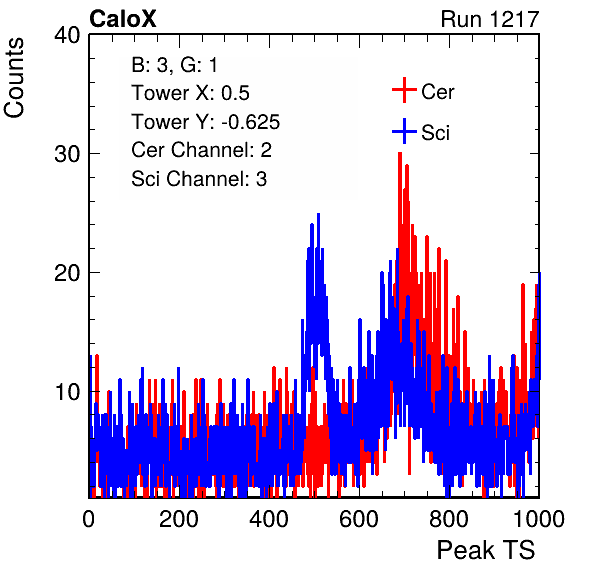 CaloX
Run 1217
Counts
40
30
20
10
B: 3, G: 1
Tower X: 0.5
Tower Y: -0.625
Cer Channel: 2
Sci Channel: 3
Cer
Sci
0
200
400
600
800
1000
Peak TS